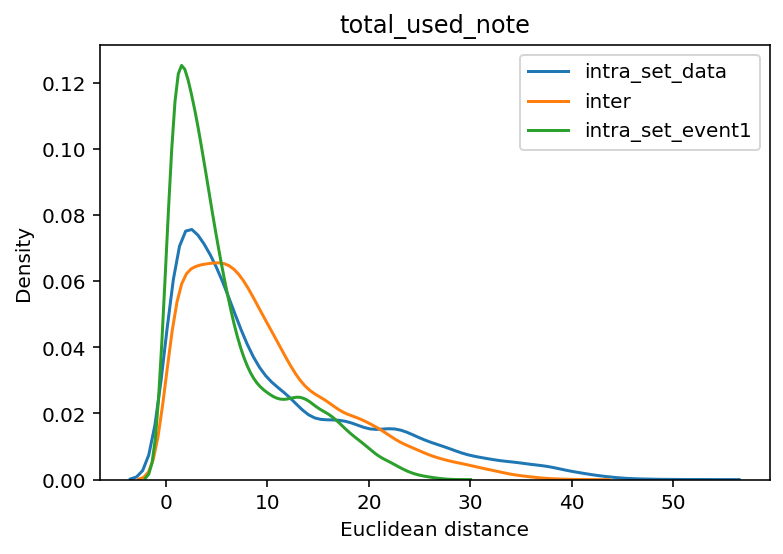 total_used_note
intra_set_data
inter
intra_set_event1
Density
0.12
0.10
0.08
0.06
0.04
0.02
0.00
0 10 20 30 40 50
Euclidean distance